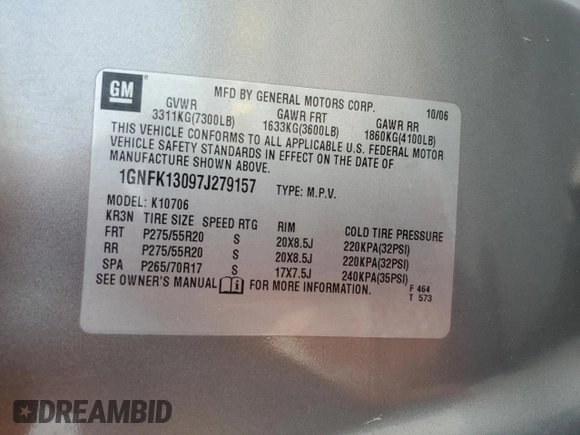 GM
MFD BY GENERAL MOTORS CORP. 10/06
GVWR GAWR FRT GAWR RR
3311KG(7300LB) 1633KG(3600LB) 1860KG(4100LB)
THIS VEHICLE CONFORMS TO ALL APPLICABLE U.S. FEDERAL MOTOR
VEHICLE SAFETY STANDARDS IN EFFECT ON THE DATE OF
MANUFACTURE SHOWN ABOVE.
1GNFK13097J279157 TYPE: M.P.V.
MODEL: K10706
KR3N TIRE SIZE SPEED RTG RIM COLD TIRE PRESSURE
FRT P275/55R20 S 20X8.5J 220KPA(32PSI)
RR P275/55R20 S 20X8.5J 220KPA(32PSI)
SPA P265/70R17 S 17X7.5J 240KPA(35PSI)
SEE OWNER'S MANUAL FOR MORE INFORMATION.
F 464
T 573
DREAMBID